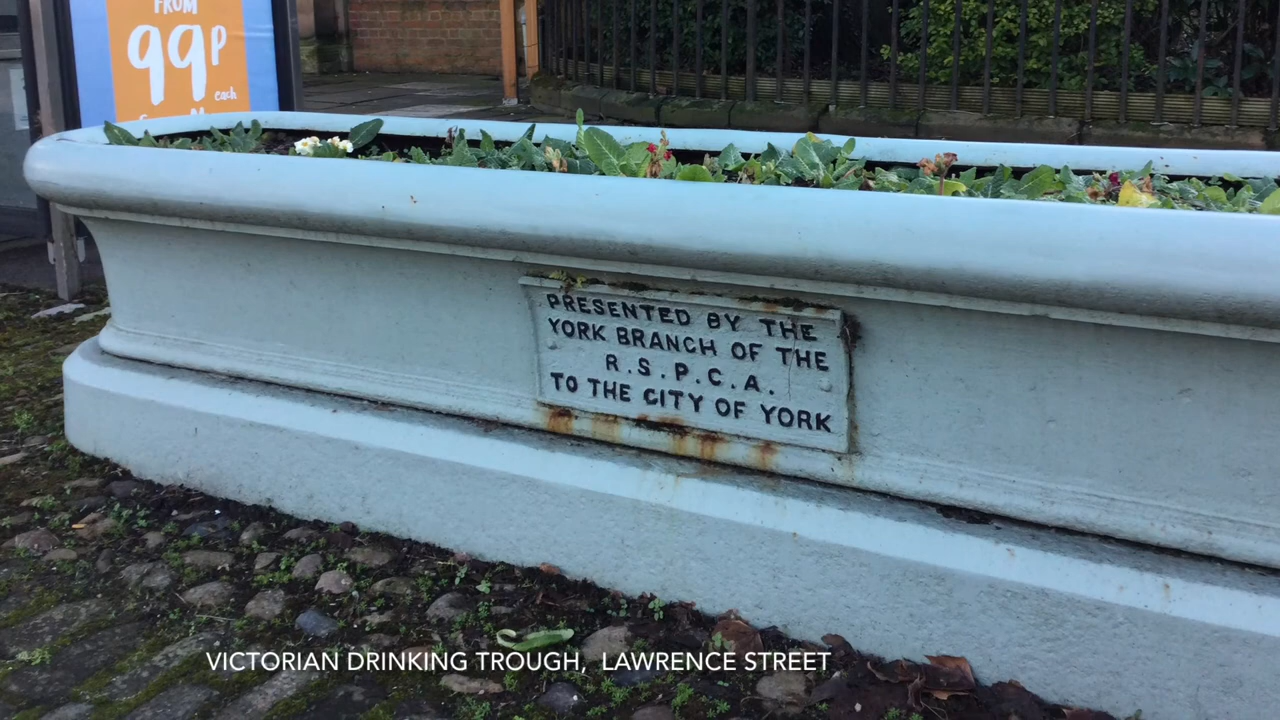 FROM
99P
each
PRESENTED BY THE
YORK BRANCH OF THE
R.S.P.C.A.
TO THE CITY OF YORK
VICTORIAN DRINKING TROUGH, LAWRENCE STREET